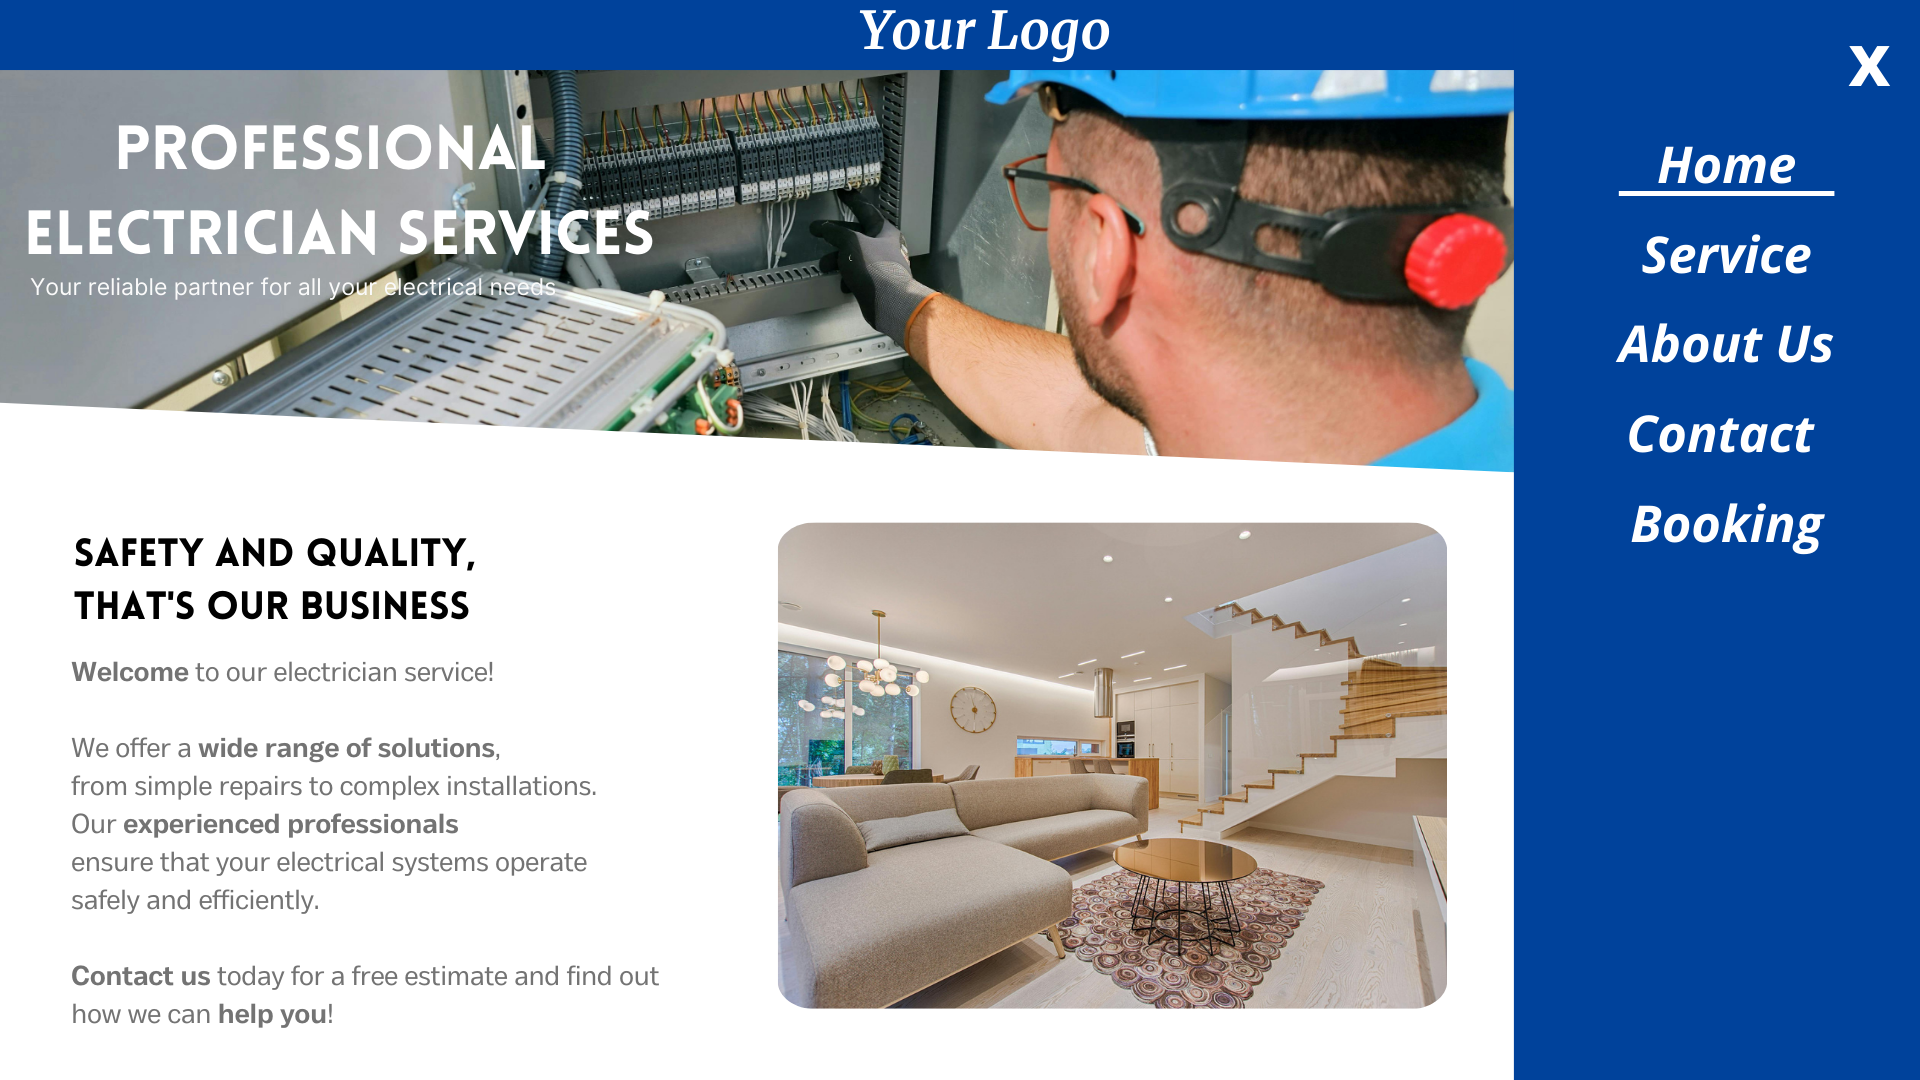 Your Logo
X
PROFESSIONAL
ELECTRICIAN SERVICES
Your reliable partner for all your electrical needs
Home
Service
About Us
Contact
Booking
SAFETY AND QUALITY,
THAT'S OUR BUSINESS
Welcome to our electrician service!
We offer a wide range of solutions,
from simple repairs to complex installations.
Our experienced professionals
ensure that your electrical systems operate
safely and efficiently.
Contact us today for a free estimate and find out
how we can help you!